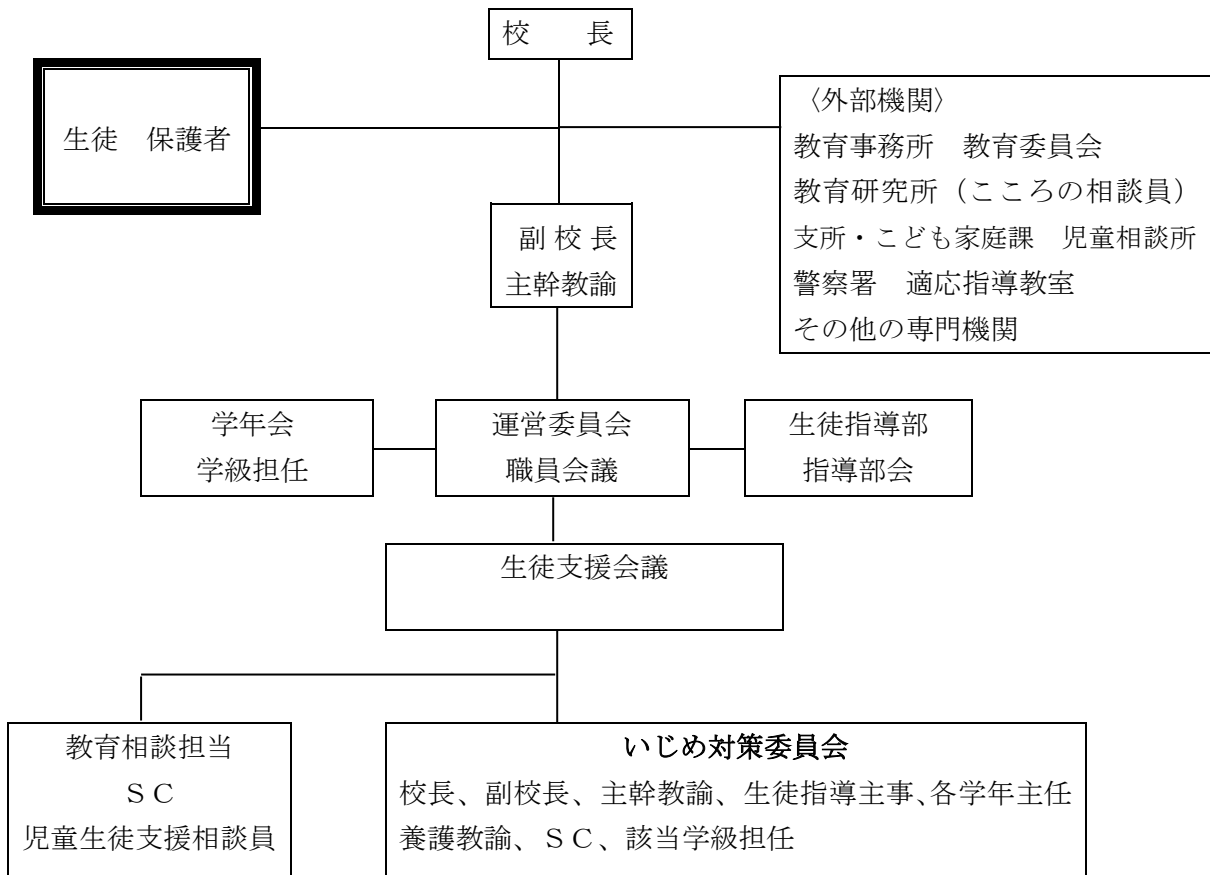 校　　長
生徒　保護者
〈外部機関〉
教育事務所　教育委員会
教育研究所（こころの相談員）
支所・こども家庭課　児童相談所
警察署　適応指導教室
その他の専門機関
副校長
主幹教諭
学年会
学級担任
運営委員会
職員会議
生徒指導部
指導部会
生徒支援会議
教育相談担当
ＳＣ
児童生徒支援相談員
いじめ対策委員会
校長、副校長、主幹教諭、生徒指導主事、各学年主任
養護教諭、ＳＣ、該当学級担任